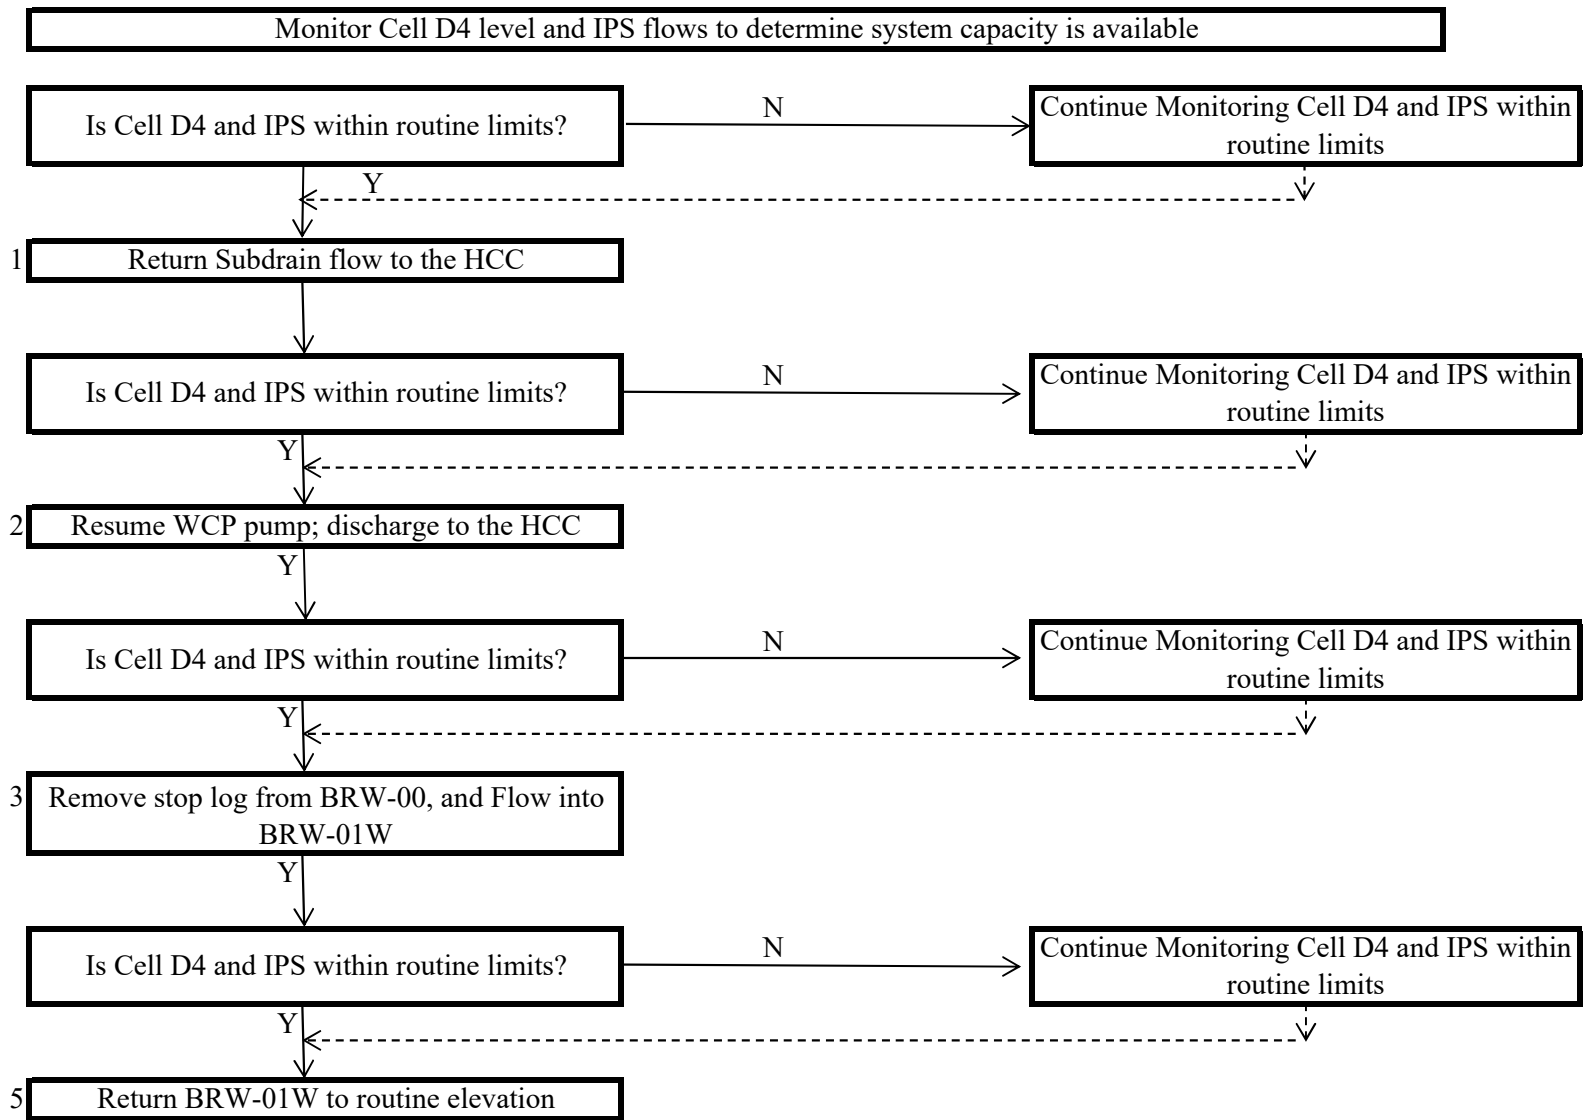 Monitor Cell D4 level and IPS flows to determine system capacity is available
Is Cell D4 and IPS within routine limits?
N
Continue Monitoring Cell D4 and IPS within
routine limits
Y
1
Return Subdrain flow to the HCC
Is Cell D4 and IPS within routine limits?
N
Continue Monitoring Cell D4 and IPS within
routine limits
Y
2
Resume WCP pump; discharge to the HCC
Y
Is Cell D4 and IPS within routine limits?
N
Continue Monitoring Cell D4 and IPS within
routine limits
Y
3
Remove stop log from BRW-00, and Flow into
BRW-01W
Y
Is Cell D4 and IPS within routine limits?
N
Continue Monitoring Cell D4 and IPS within
routine limits
Y
5
Return BRW-01W to routine elevation